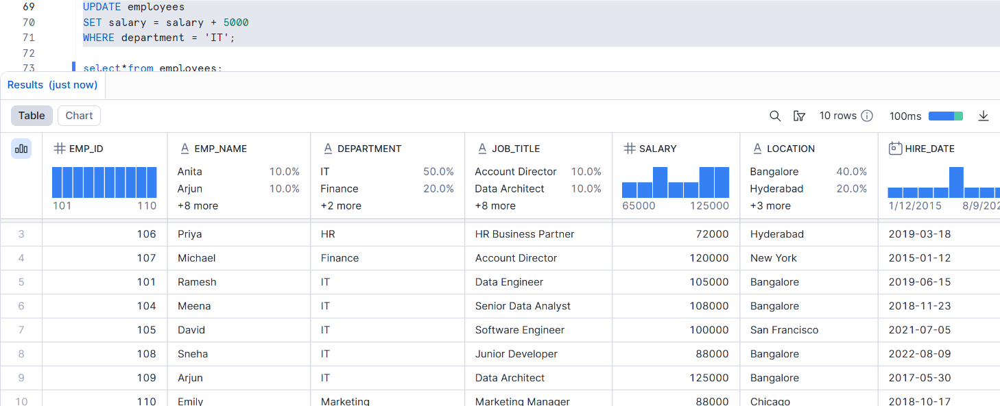 69 UPDATE employees
70 SET salary = salary + 5000
71 WHERE department = 'IT';
72
73 select*from employees;
Results (just now)
Table Chart 10 rows 100ms
EMP_ID A EMP_NAME A DEPARTMENT A JOB_TITLE SALARY A LOCATION HIRE_DATE
Anita 10.0% IT 50.0% Account Director 10.0% Bangalore 40.0%
Arjun 10.0% Finance 20.0% Data Architect 10.0% Hyderabad 20.0%
101 110 +8 more +2 more +8 more 65000 125000 +3 more 1/12/2015 8/9/202
3 106 Priya HR HR Business Partner 72000 Hyderabad 2019-03-18
4 107 Michael Finance Account Director 120000 New York 2015-01-12
5 101 Ramesh IT Data Engineer 105000 Bangalore 2019-06-15
6 104 Meena IT Senior Data Analyst 108000 Bangalore 2018-11-23
7 105 David IT Software Engineer 100000 San Francisco 2021-07-05
8 108 Sneha IT Junior Developer 88000 Bangalore 2022-08-09
9 109 Arjun IT Data Architect 125000 Bangalore 2017-05-30
10 110 Emily Marketing Marketing Manager 88000 Chicago 2018-10-17